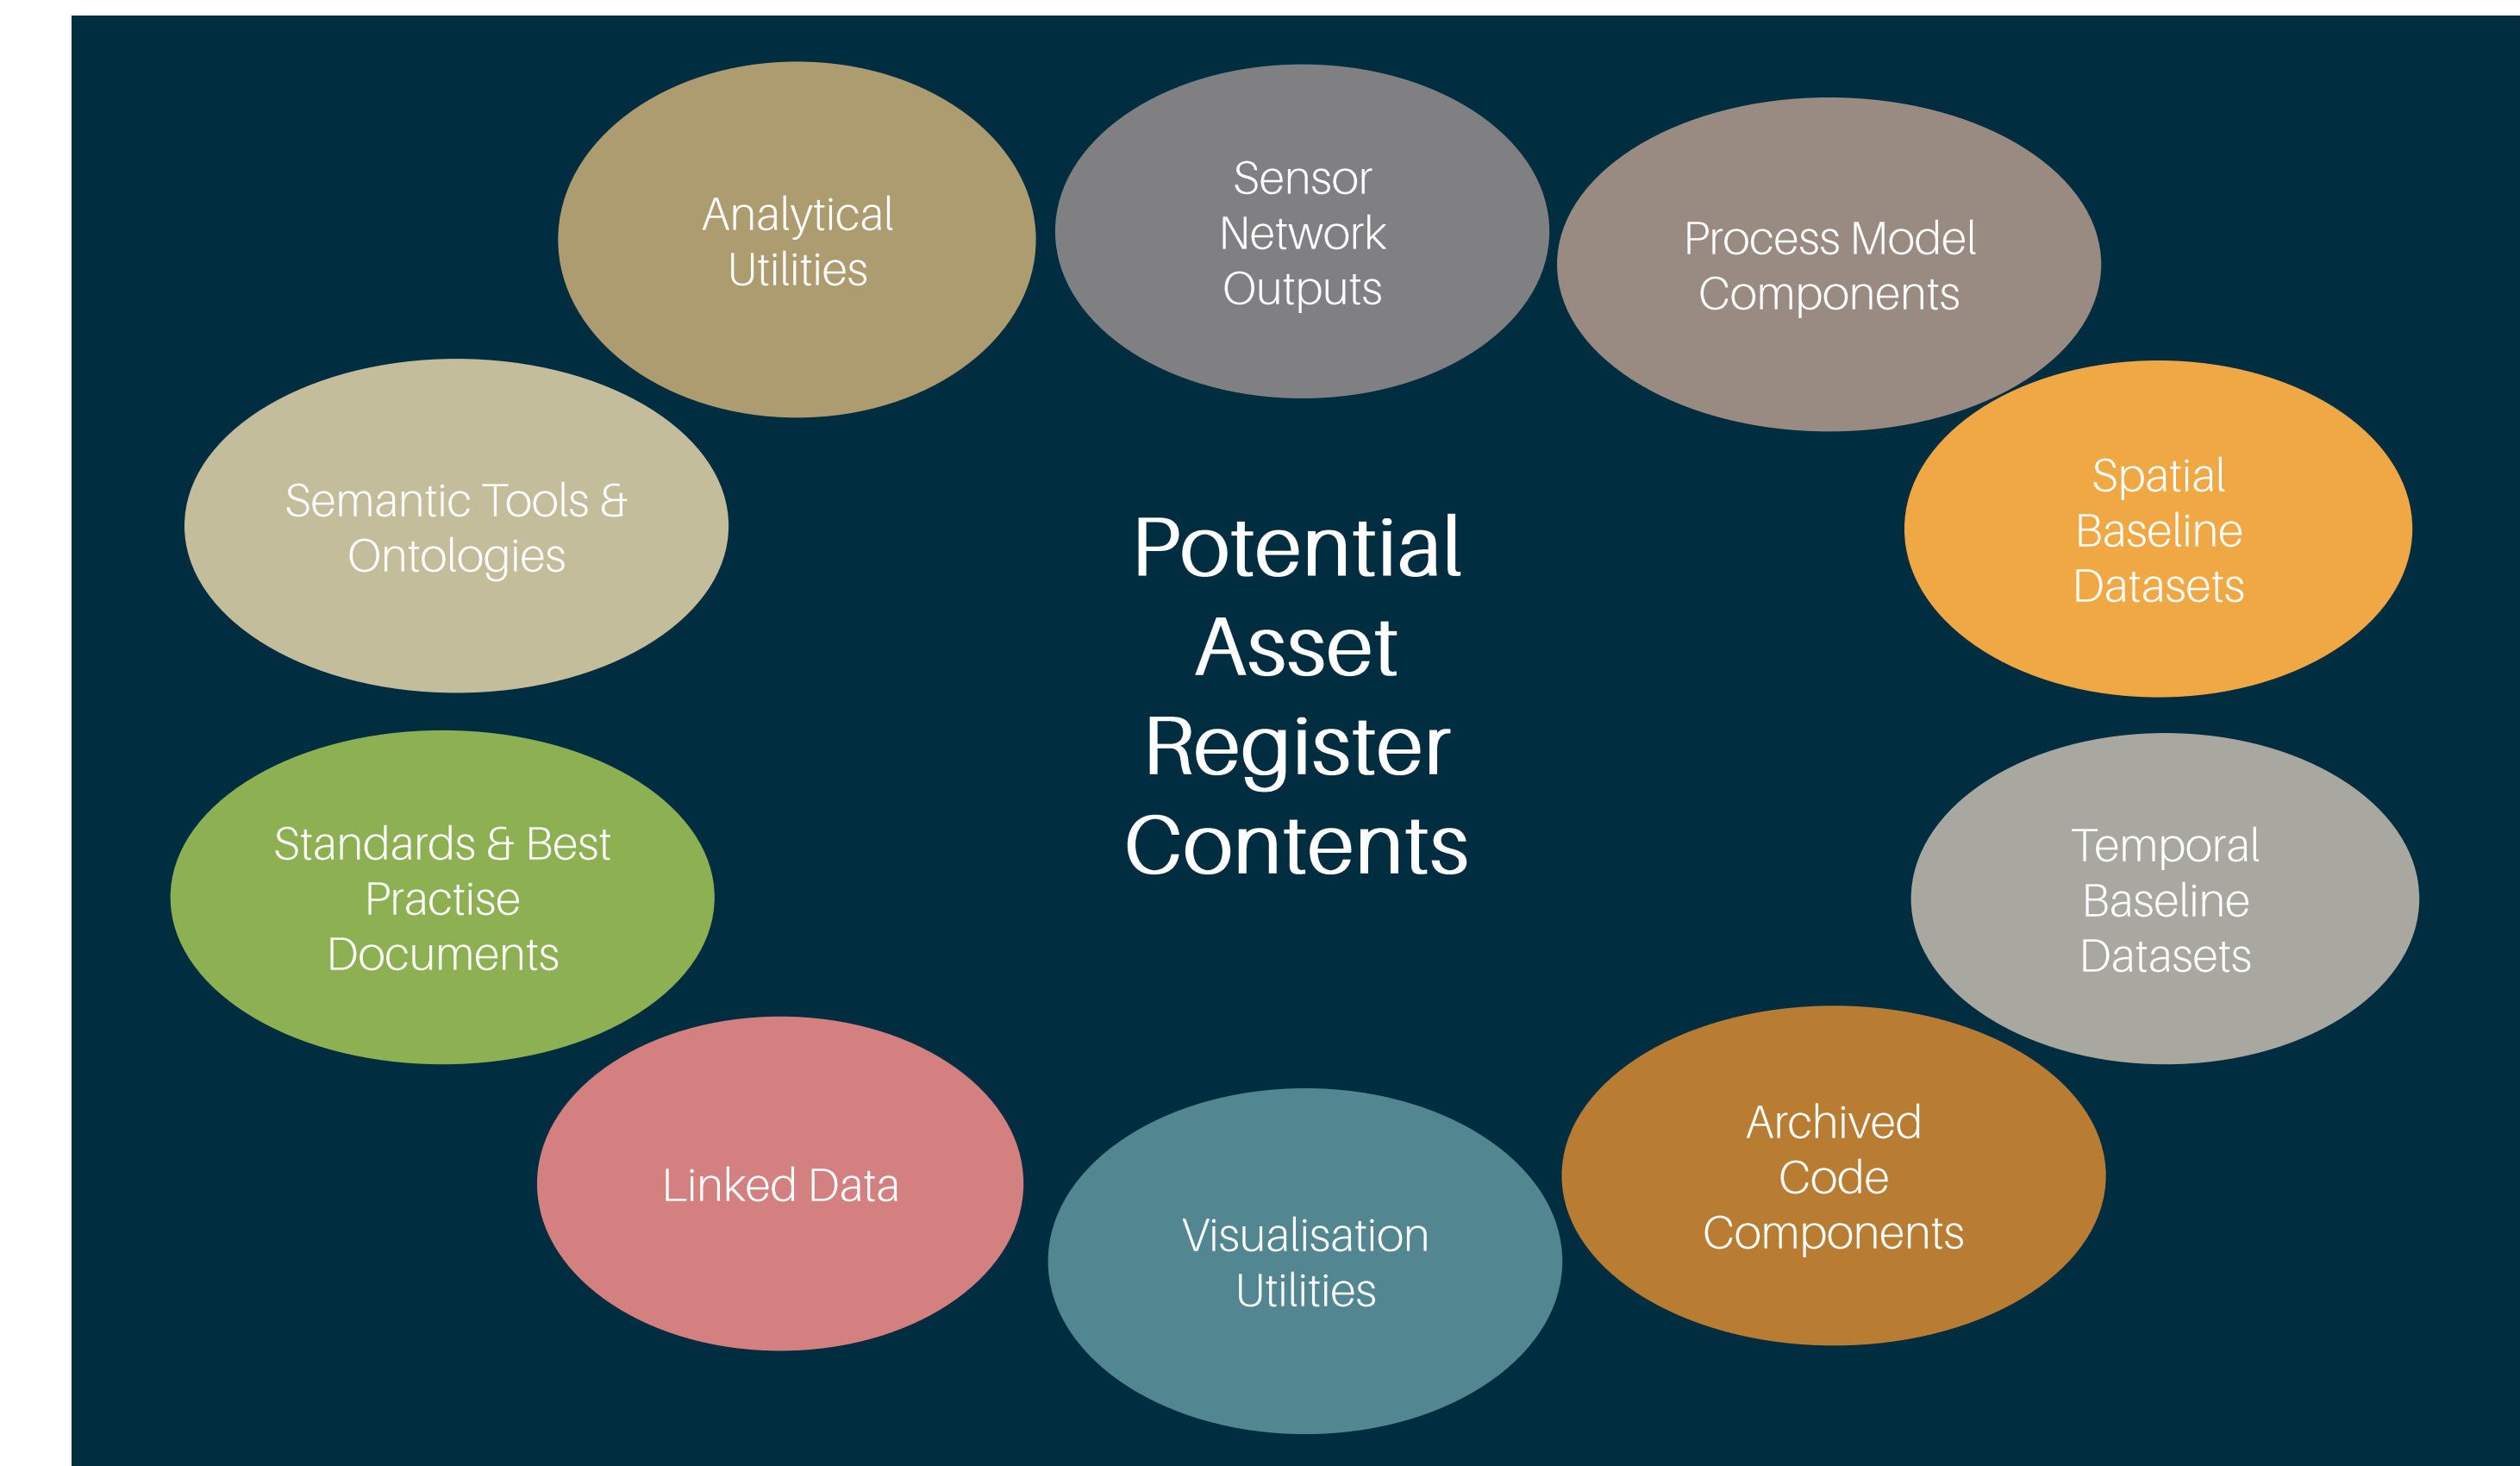 Analytical
Utilities
Sensor
Network
Outputs
Process Model
Components
Semantic Tools &
Ontologies
Spatial
Baseline
Datasets
Potential
Asset
Register
Contents
Standards & Best
Practise
Documents
Temporal
Baseline
Datasets
Linked Data
Visualisation
Utilities
Archived
Code
Components